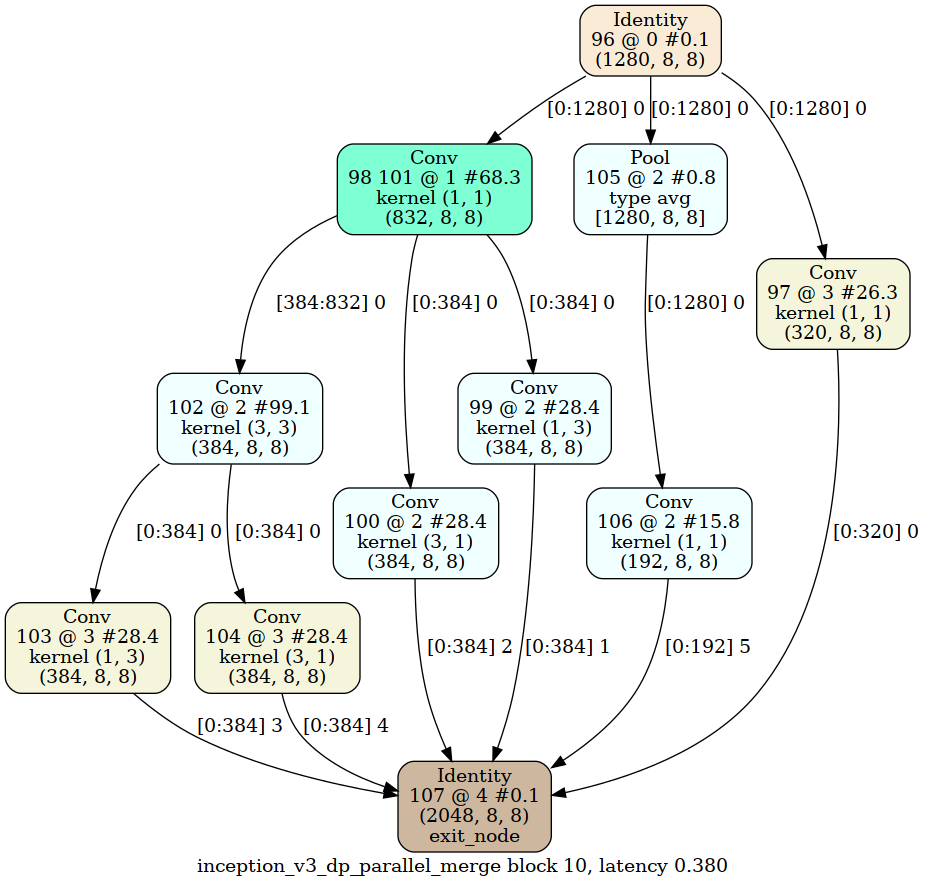 Identity
96 @ 0 #0.1
(1280, 8, 8)
[0:1280] 0
[0:1280] 0
[0:1280] 0
Conv
98 101 @ 1 #68.3
kernel (1, 1)
(832, 8, 8)
Pool
105 @ 2 #0.8
type avg
[1280, 8, 8]
Conv
97 @ 3 #26.3
kernel (1, 1)
(320, 8, 8)
[384:832] 0
[0:384] 0
[0:384] 0
[0:1280] 0
Conv
102 @ 2 #99.1
kernel (3, 3)
(384, 8, 8)
Conv
99 @ 2 #28.4
kernel (1, 3)
(384, 8, 8)
Conv
100 @ 2 #28.4
kernel (3, 1)
(384, 8, 8)
Conv
106 @ 2 #15.8
kernel (1, 1)
(192, 8, 8)
[0:384] 0
[0:384] 0
[0:320] 0
Conv
103 @ 3 #28.4
kernel (1, 3)
(384, 8, 8)
Conv
104 @ 3 #28.4
kernel (3, 1)
(384, 8, 8)
[0:384] 2
[0:384] 1
[0:192] 5
[0:384] 3
[0:384] 4
Identity
107 @ 4 #0.1
(2048, 8, 8)
exit_node
inception_v3_dp_parallel_merge block 10, latency 0.380